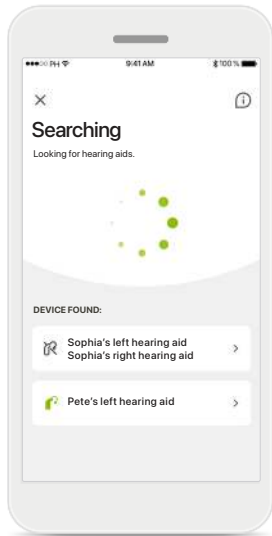 ●●●○○ PH 9:41 AM 100 %
Searching
Looking for hearing aids.
DEVICE FOUND:
Sophia's left hearing aid
Sophia's right hearing aid
Pete's left hearing aid